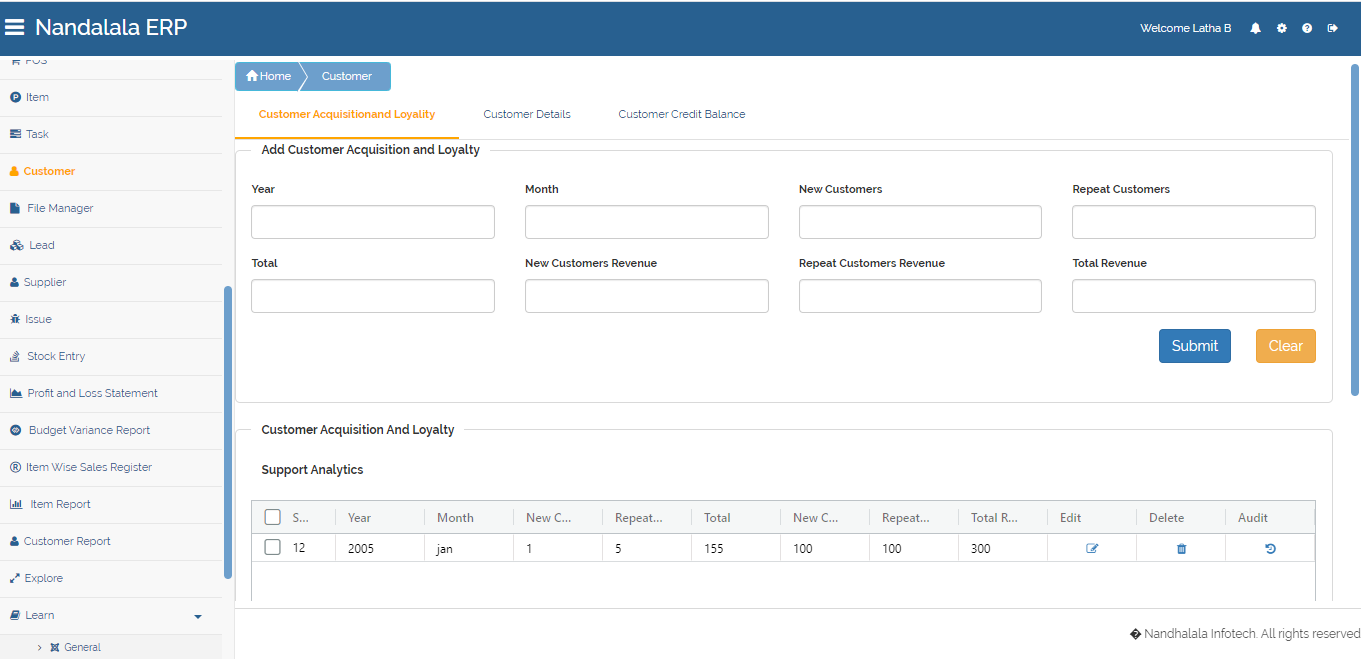 Nandalala ERP
Welcome Latha B
POS
Item
Task
Customer
File Manager
Lead
Supplier
Issue
Stock Entry
Profit and Loss Statement
Budget Variance Report
Item Wise Sales Register
Item Report
Customer Report
Explore
Learn
General
Home Customer
Customer Acquisitionand Loyality Customer Details Customer Credit Balance
Add Customer Acquisition and Loyalty
Year Month New Customers Repeat Customers
Total New Customers Revenue Repeat Customers Revenue Total Revenue
Submit Clear
Customer Acquisition And Loyalty
Support Analytics
S... Year Month New C... Repeat... Total New C... Repeat... Total R... Edit Delete Audit
12 2005 jan 1 5 155 100 100 300
� Nandhalala Infotech. All rights reserved